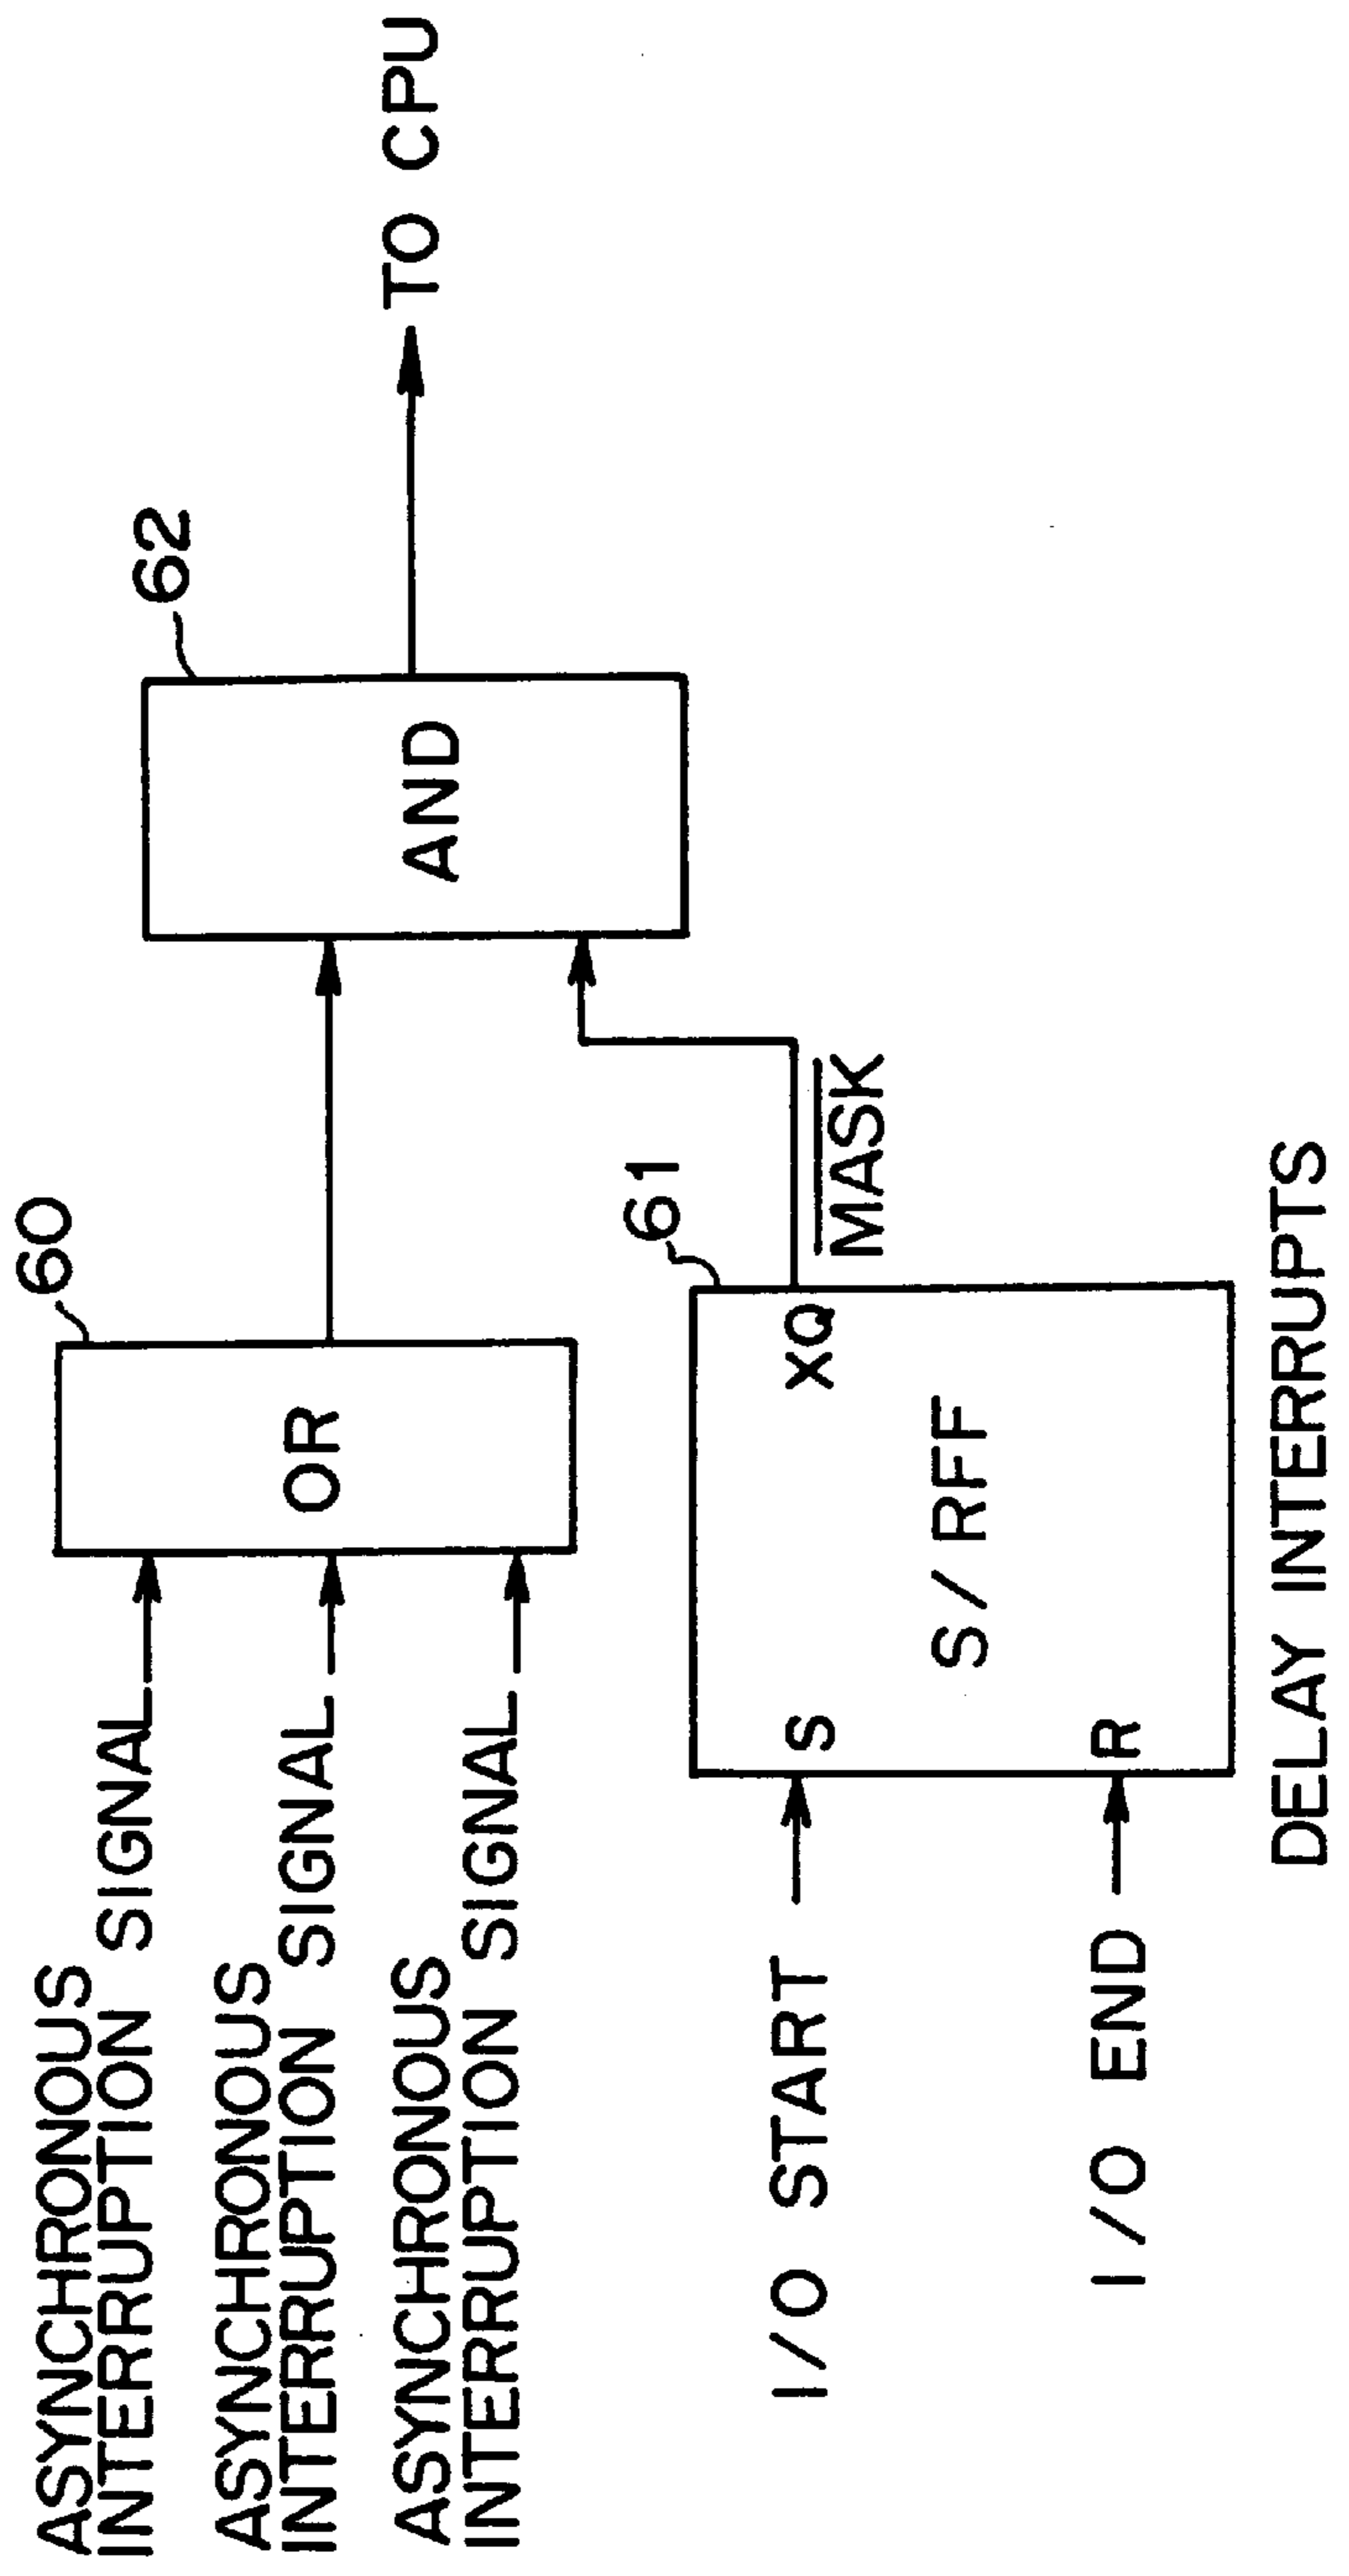 ASYNCHRONOUS
INTERRUPTION SIGNAL
ASYNCHRONOUS
INTERRUPTION SIGNAL
ASYNCHRONOUS
INTERRUPTION SIGNAL
60
OR
62
AND
TO CPU
I/O START
I/O END
S
R
S/RFF
XQ
61
MASK
DELAY INTERRUPTS